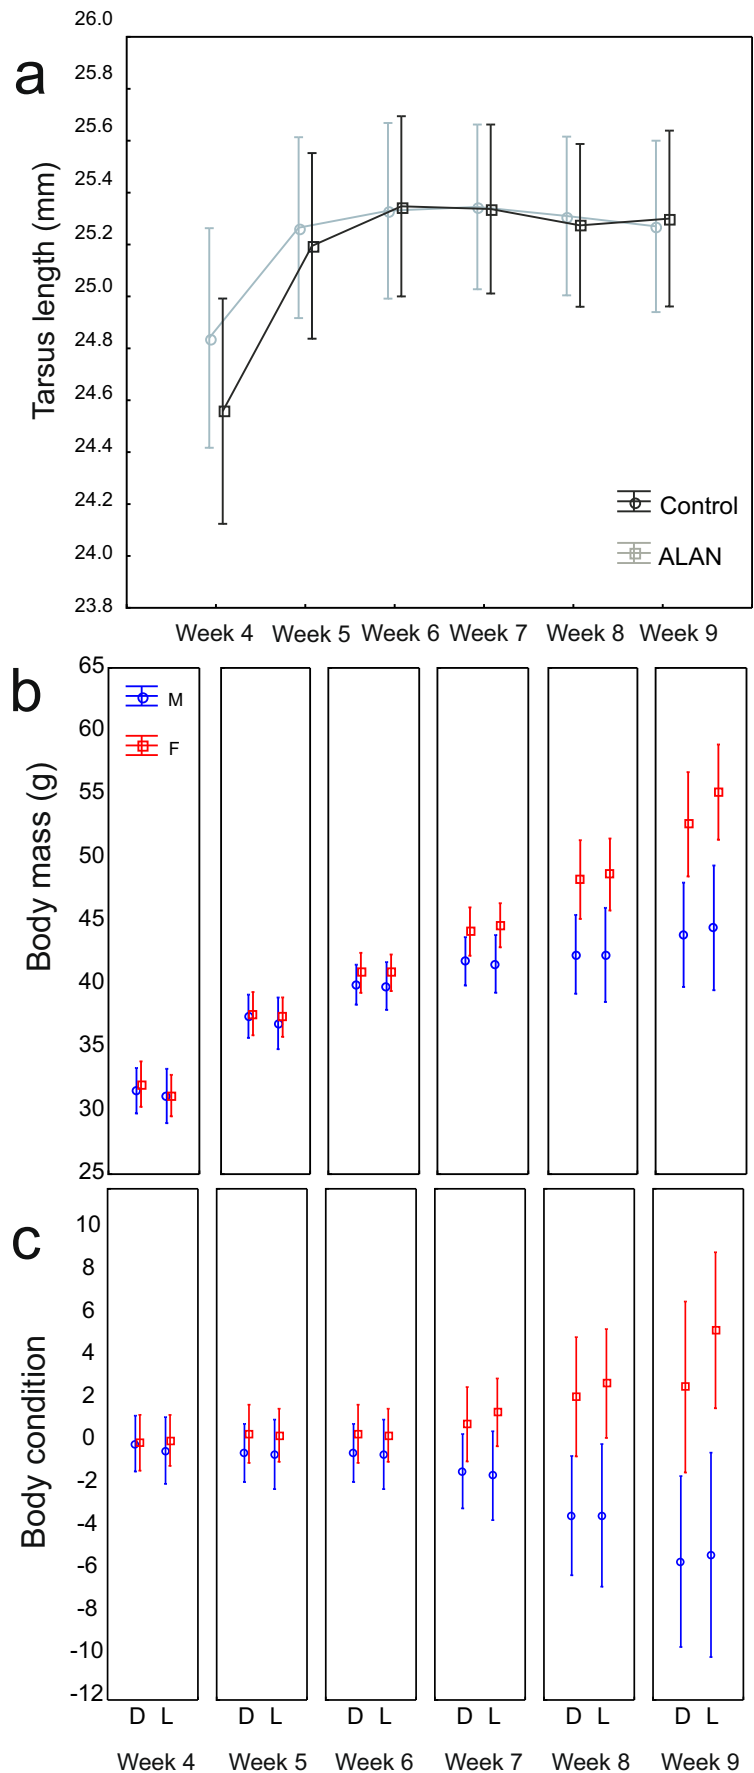 a
Tarsus length (mm)
26.0
25.8
25.6
25.4
25.2
25.0
24.8
24.6
24.4
24.2
24.0
23.8
Control
ALAN
Week 4 Week 5 Week 6 Week 7 Week 8 Week 9
b
Body mass (g)
65
60
55
50
45
40
35
30
25
M
F
c
Body condition
10
8
6
4
2
0
-2
-4
-6
-8
-10
-12
D L D L D L D L D L D L
Week 4 Week 5 Week 6 Week 7 Week 8 Week 9